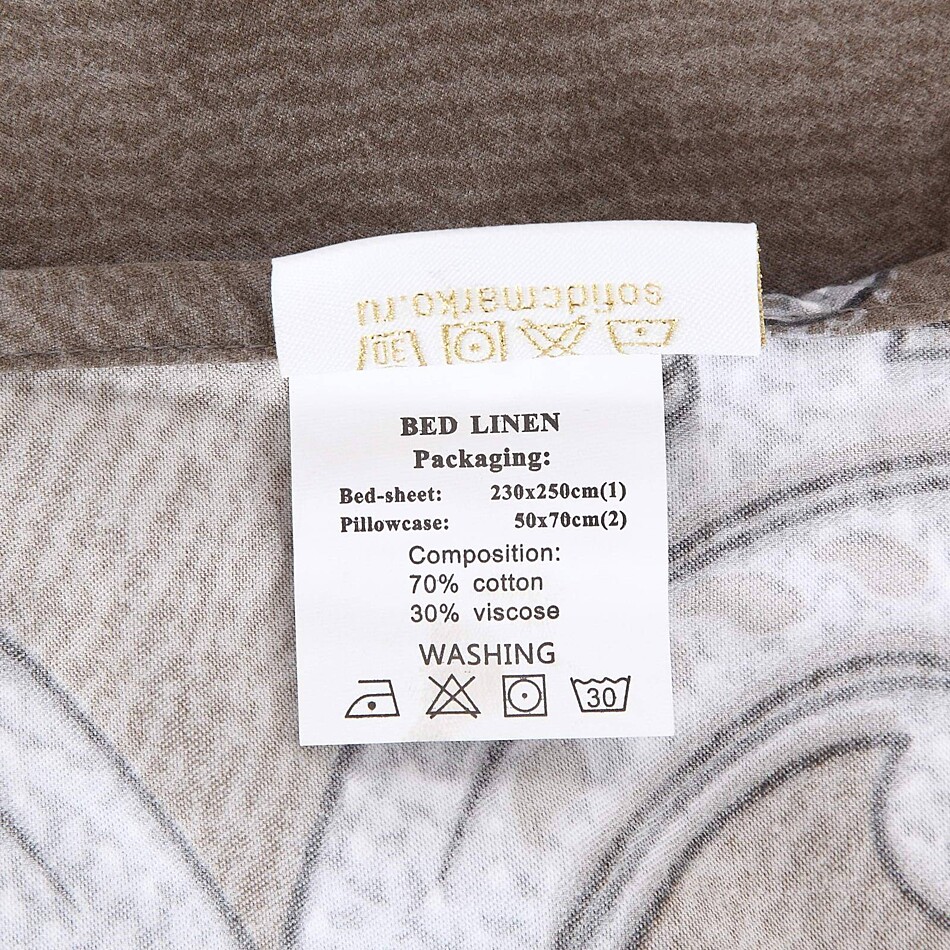 sofidemarko.ru
30
BED LINEN
Packaging:
Bed-sheet: 230x250cm(1)
Pillowcase: 50x70cm(2)
Composition:
70% cotton
30% viscose
WASHING
30